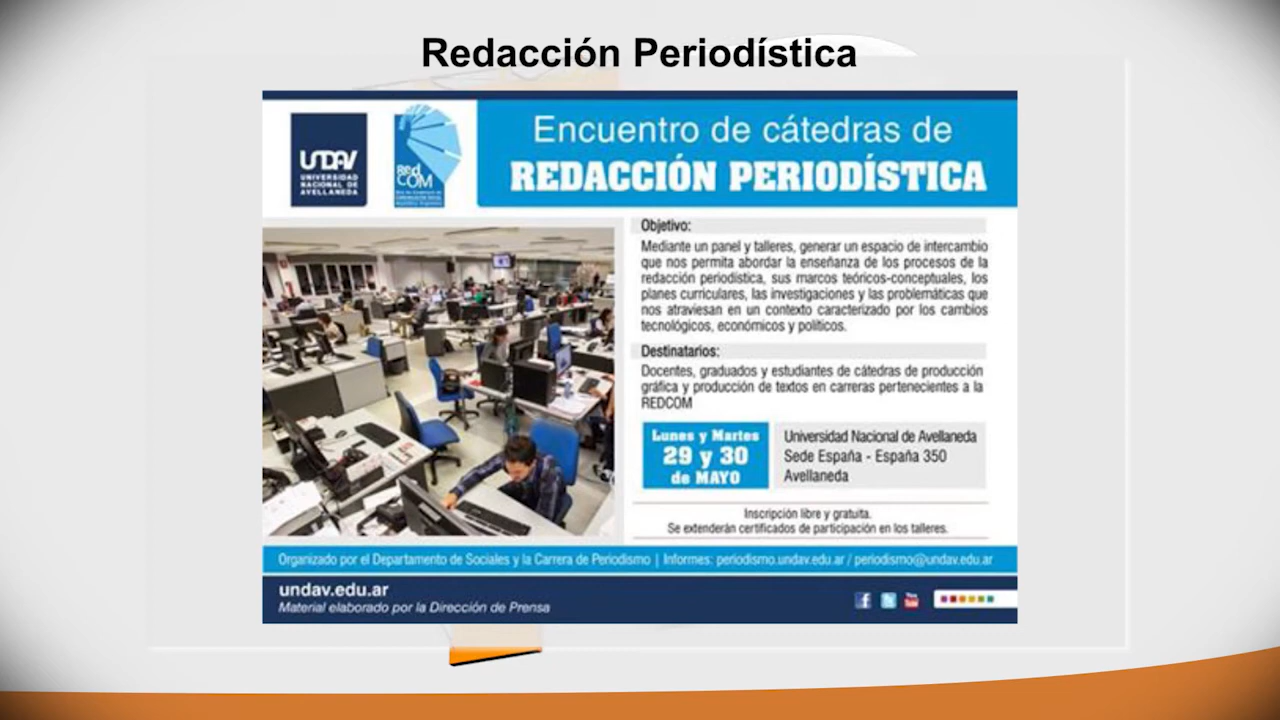 Redacción Periodística
UNDAV
UNIVERSIDAD
NACIONAL DE
AVELLANEDA
Red
COM
Encuentro de cátedras de
REDACCIÓN PERIODÍSTICA
Objetivo:
Mediante un panel y talleres, generar un espacio de intercambio
que nos permita abordar la enseñanza de los procesos de la
redacción periodística, sus marcos teóricos-conceptuales, los
planes curriculares, las investigaciones y las problemáticas que
nos atraviesan en un contexto caracterizado por los cambios
tecnológicos, económicos y políticos.
Destinatarios:
Docentes, graduados y estudiantes de cátedras de producción
gráfica y producción de textos en carreras pertenecientes a la
REDCOM
Lunes y Martes
29 y 30
de MAYO
Universidad Nacional de Avellaneda
Sede España - España 350
Avellaneda
Inscripción libre y gratuita.
Se extenderán certificados de participación en los talleres.
Organizado por el Departamento de Sociales y la Carrera de Periodismo | Informes: periodismo.undav.edu.ar / periodismo@undav.edu.ar
undav.edu.ar
Material elaborado por la Dirección de Prensa